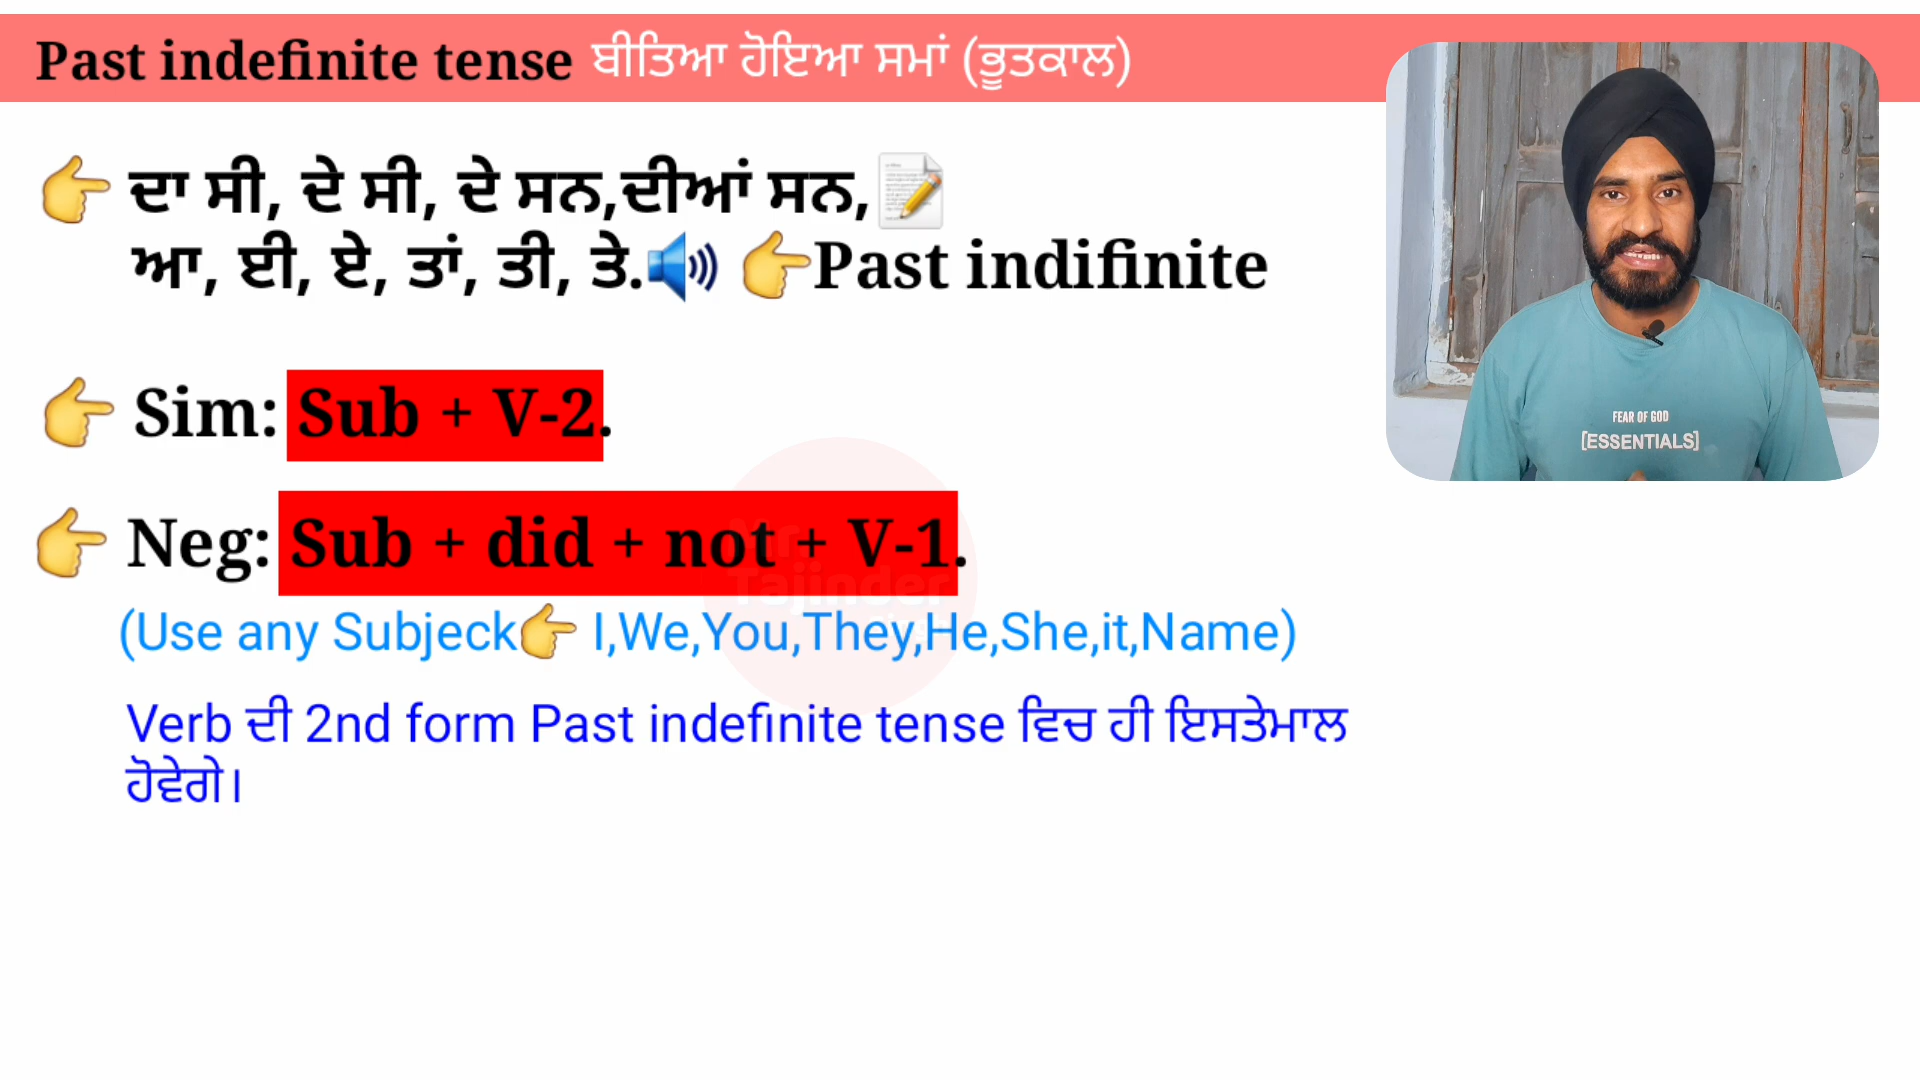 Past indefinite tense ਬੀਤਿਆ ਹੋਇਆ ਸਮਾਂ (ਭੂਤਕਾਲ)
👉 ਦਾ ਸੀ, ਦੇ ਸੀ, ਦੇ ਸਨ,ਦੀਆਂ ਸਨ,📝
ਆ, ਈ, ਏ, ਤਾਂ, ਤੀ, ਤੇ.🔊 👉Past indifinite
FEAR OF GOD
[ESSENTIALS]
👉 Sim: Sub + V-2.
👉 Neg: Sub + did + not + V-1.
Mr.
Tajinder
(Use any Subjeck👉 I,We,You,They,He,She,it,Name)
Verb ਦੀ 2nd form Past indefinite tense ਵਿਚ ਹੀ ਇਸਤੇਮਾਲ
ਹੋਵੇਗੇ।